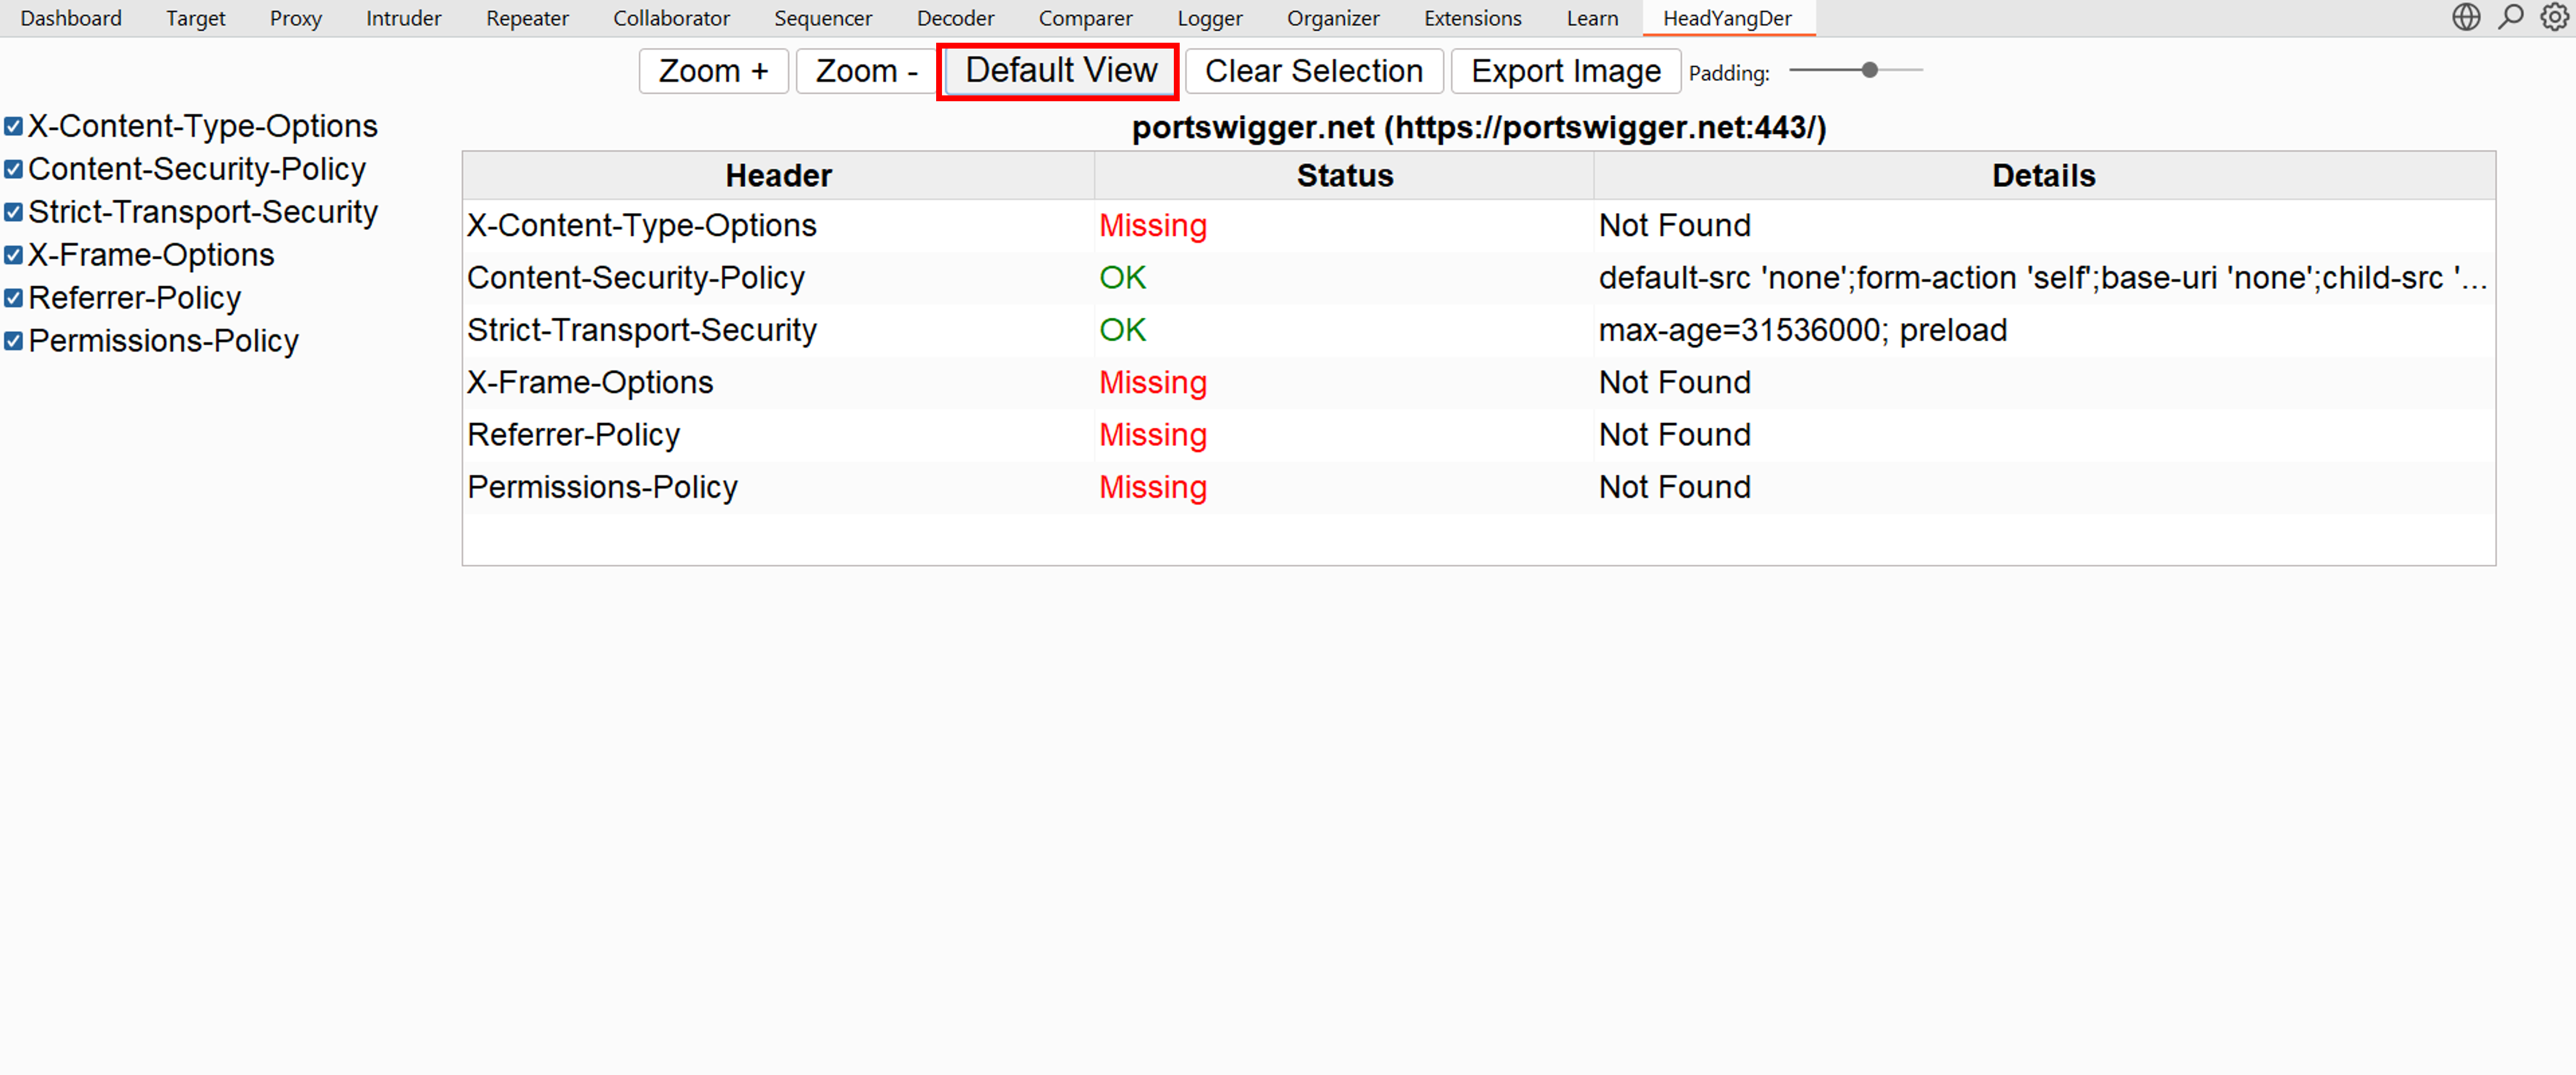 Dashboard Target Proxy Intruder Repeater Collaborator Sequencer Decoder Comparer Logger Organizer Extensions Learn HeadYangDer
Zoom + Zoom - Default View Clear Selection Export Image Padding:
X-Content-Type-Options
Content-Security-Policy
Strict-Transport-Security
X-Frame-Options
Referrer-Policy
Permissions-Policy
portswigger.net (https://portswigger.net:443/)
Header Status Details
X-Content-Type-Options Missing Not Found
Content-Security-Policy OK default-src 'none';form-action 'self';base-uri 'none';child-src '...
Strict-Transport-Security OK max-age=31536000; preload
X-Frame-Options Missing Not Found
Referrer-Policy Missing Not Found
Permissions-Policy Missing Not Found